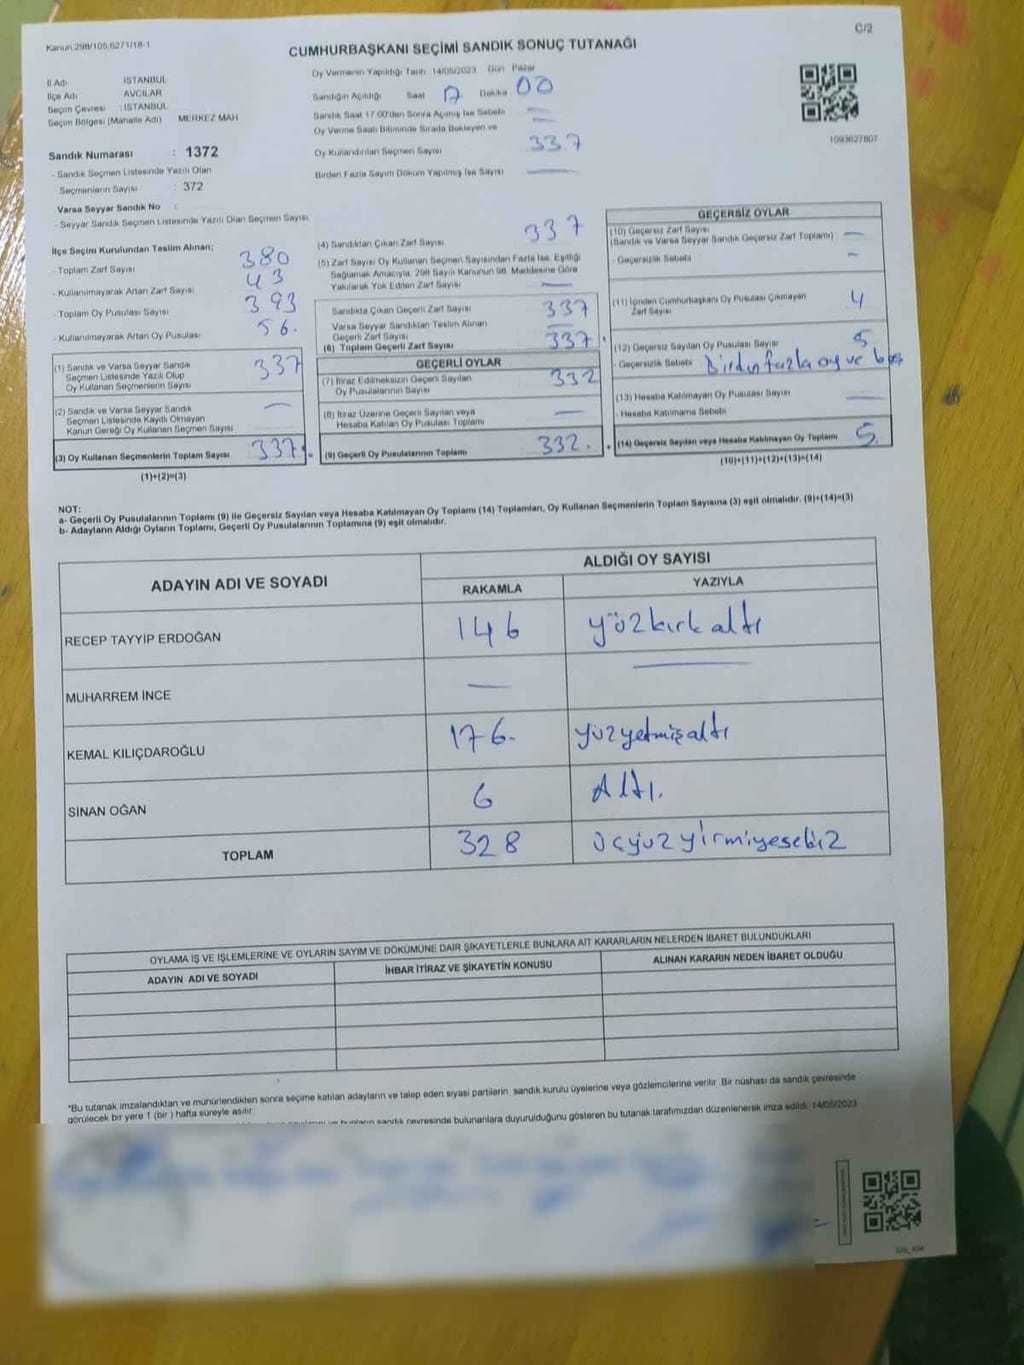 Kanun:298/105,6271/18-1
C/2
CUMHURBAŞKANI SEÇİMİ SANDIK SONUÇ TUTANAĞI
İl Adı : İSTANBUL
İlçe Adı : AVCILAR
Seçim Çevresi : İSTANBUL
Seçim Bölgesi (Mahalle Adı) MERKEZ MAH
Sandık Numarası : 1372
- Sandık Seçmen Listesinde Yazılı Olan
Seçmenlerin Sayısı : 372
Varsa Seyyar Sandık No :
- Seyyar Sandık Seçmen Listesinde Yazılı Olan Seçmen Sayısı
Oy Vermenin Yapıldığı Tarih 14/05/2023 Gün Pazar
Sandığın Açıldığı Saat 17 Dakika 00
Sandık Saat 17.00'den Sonra Açılmış İse Sebebi —
Oy Verme Saati Bitiminde Sırada Bekleyen ve —
Oy Kullandırılan Seçmen Sayısı 337
Birden Fazla Sayım Döküm Yapılmış İse Sayısı —
1093627807
İlçe Seçim Kurulundan Teslim Alınan;
- Toplam Zarf Sayısı 380
- Kullanılmayarak Artan Zarf Sayısı 43
- Toplam Oy Pusulası Sayısı 393
- Kullanılmayarak Artan Oy Pusulası 56.
(1) Sandık ve Varsa Seyyar Sandık
Seçmen Listesinde Yazılı Olup
Oy Kullanan Seçmenlerin Sayısı 337
(2) Sandık ve Varsa Seyyar Sandık
Seçmen Listesinde Kayıtlı Olmayan
Kanun Gereği Oy Kullanan Seçmen Sayısı —
(3) Oy Kullanan Seçmenlerin Toplam Sayısı 337.
(1)+(2)=(3)
(4) Sandıktan Çıkan Zarf Sayısı 337
(5) Zarf Sayısı Oy Kullanan Seçmen Sayısından Fazla İse, Eşitliği
Sağlamak Amacıyla, 298 Sayılı Kanunun 98. Maddesine Göre
Yakılarak Yok Edilen Zarf Sayısı —
Sandıkta Çıkan Geçerli Zarf Sayısı 337
Varsa Seyyar Sandıktan Teslim Alınan
Geçerli Zarf Sayısı —
(6) Toplam Geçerli Zarf Sayısı 337.
GEÇERLİ OYLAR
(7) İtiraz Edilmeksizin Geçerli Sayılan
Oy Pusulalarının Sayısı 332
(8) İtiraz Üzerine Geçerli Sayılan veya
Hesaba Katılan Oy Pusulası Toplamı —
(9) Geçerli Oy Pusulalarının Toplamı 332.
GEÇERSİZ OYLAR
(10) Geçersiz Zarf Sayısı
(Sandık ve Varsa Seyyar Sandık Geçersiz Zarf Toplamı) —
- Geçersizlik Sebebi —
(11) İçinden Cumhurbaşkanı Oy Pusulası Çıkmayan
Zarf Sayısı 4
(12) Geçersiz Sayılan Oy Pusulası Sayısı 5
- Geçersizlik Sebebi Birden fazla oy ve boş
(13) Hesaba Katılmayan Oy Pusulası Sayısı —
- Hesaba Katılmama Sebebi
(14) Geçersiz Sayılan veya Hesaba Katılmayan Oy Toplamı 5
(10)+(11)+(12)+(13)=(14)
NOT:
a- Geçerli Oy Pusulalarının Toplamı (9) ile Geçersiz Sayılan veya Hesaba Katılmayan Oy Toplamı (14) Toplamları, Oy Kullanan Seçmenlerin Toplam Sayısına (3) eşit olmalıdır. (9)+(14)=(3)
b- Adayların Aldığı Oyların Toplamı, Geçerli Oy Pusulalarının Toplamına (9) eşit olmalıdır.
ADAYIN ADI VE SOYADI
ALDIĞI OY SAYISI
RAKAMLA YAZIYLA
RECEP TAYYİP ERDOĞAN 146 yüzkırkaltı
MUHARREM İNCE — —
KEMAL KILIÇDAROĞLU 176. yüzyetmişaltı
SİNAN OĞAN 6 Altı.
TOPLAM 328 üçyüzyirmiyesebiz
OYLAMA İŞ VE İŞLEMLERİNE VE OYLARIN SAYIM VE DÖKÜMÜNE DAİR ŞİKAYETLERLE BUNLARA AİT KARARLARIN NELERDEN İBARET BULUNDUKLARI
ADAYIN ADI VE SOYADI İHBAR İTİRAZ VE ŞİKAYETİN KONUSU ALINAN KARARIN NEDEN İBARET OLDUĞU
*Bu tutanak imzalandıktan ve mühürlendikten sonra seçime katılan adayların ve talep eden siyasi partilerin sandık kurulu üyelerine veya gözlemcilerine verilir. Bir nüshası da sandık çevresinde
görülecek bir yere 1 (bir) hafta süreyle asılır.
ve bunların sandık çevresinde bulunanlara duyurulduğunu gösteren bu tutanak tarafımızdan düzenlenerek imza edildi. 14/05/2023